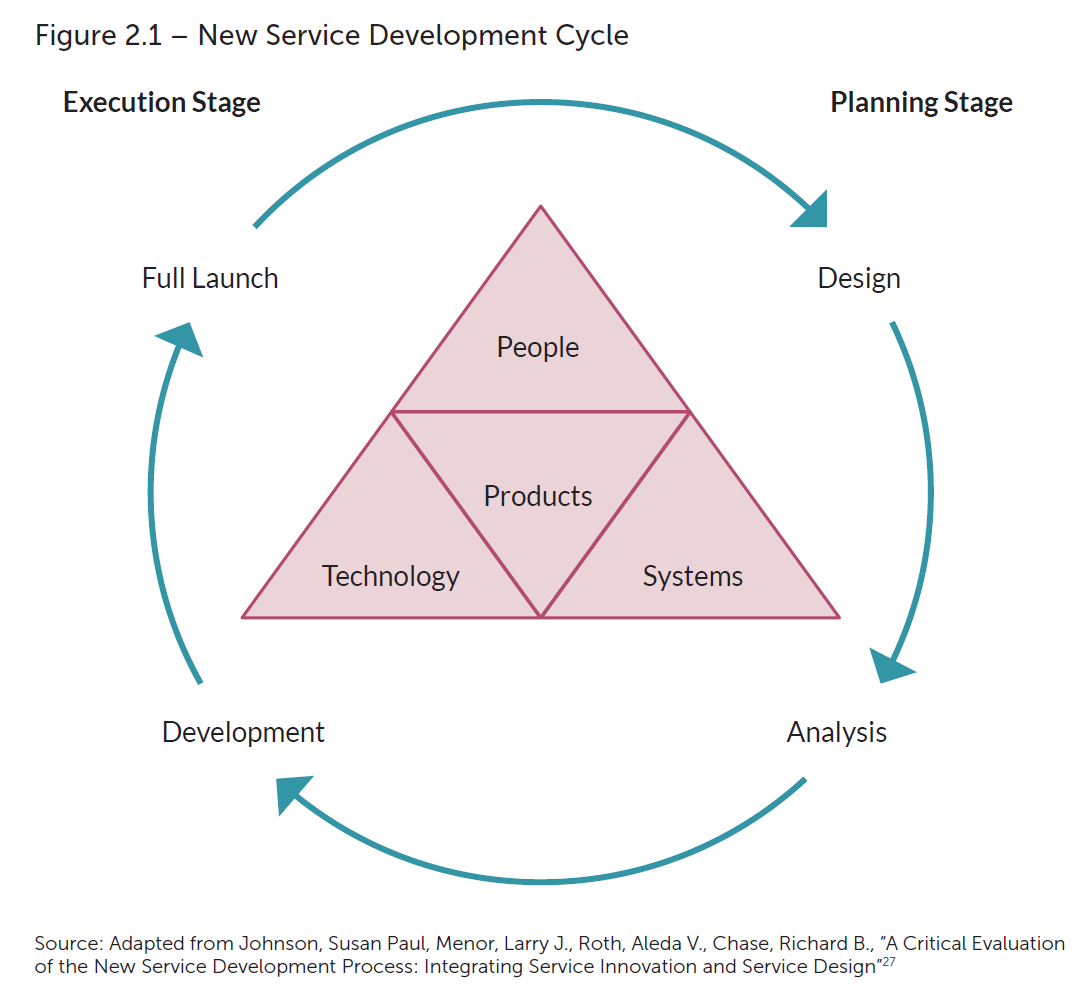 Figure 2.1 – New Service Development Cycle
Execution Stage
Planning Stage
Full Launch
Design
People
Products
Technology
Systems
Development
Analysis
Source: Adapted from Johnson, Susan Paul, Menor, Larry J., Roth, Aleda V., Chase, Richard B., “A Critical Evaluation
of the New Service Development Process: Integrating Service Innovation and Service Design”27